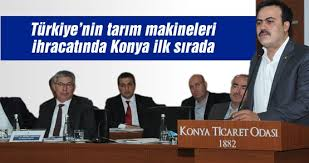 Türkiye'nin tarım makineleri
ihracatında Konya ilk sırada
KONYA TİCARET ODASI
1882